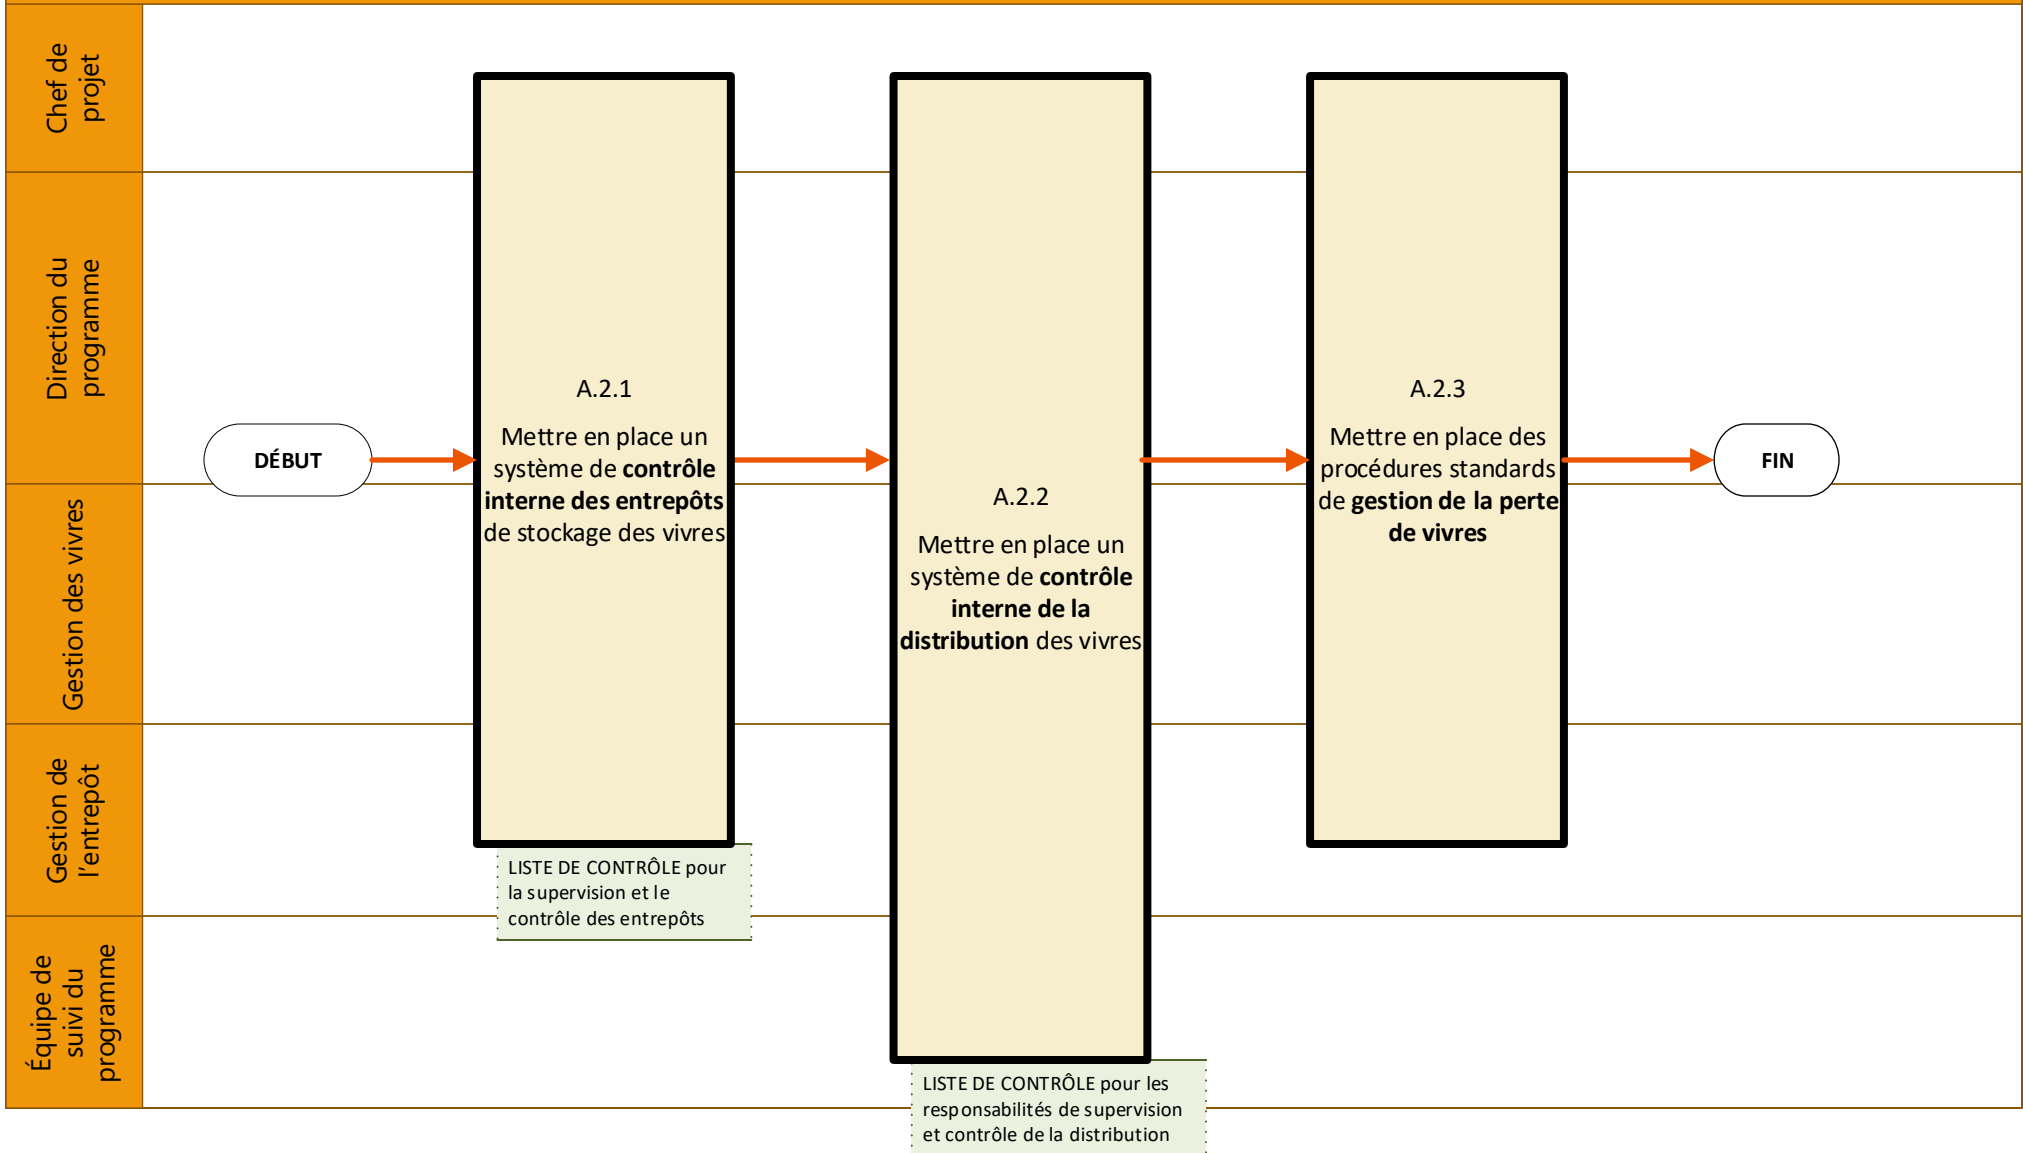 Chef de
projet
Direction du
programme
Gestion des vivres
Gestion de
l'entrepôt
Équipe de
suivi du
programme
DÉBUT
A.2.1
Mettre en place un
système de contrôle
interne des entrepôts
de stockage des vivres
LISTE DE CONTRÔLE pour
la supervision et le
contrôle des entrepôts
A.2.2
Mettre en place un
système de contrôle
interne de la
distribution des vivres
LISTE DE CONTRÔLE pour les
responsabilités de supervision
et contrôle de la distribution
A.2.3
Mettre en place des
procédures standards
de gestion de la perte
de vivres
FIN